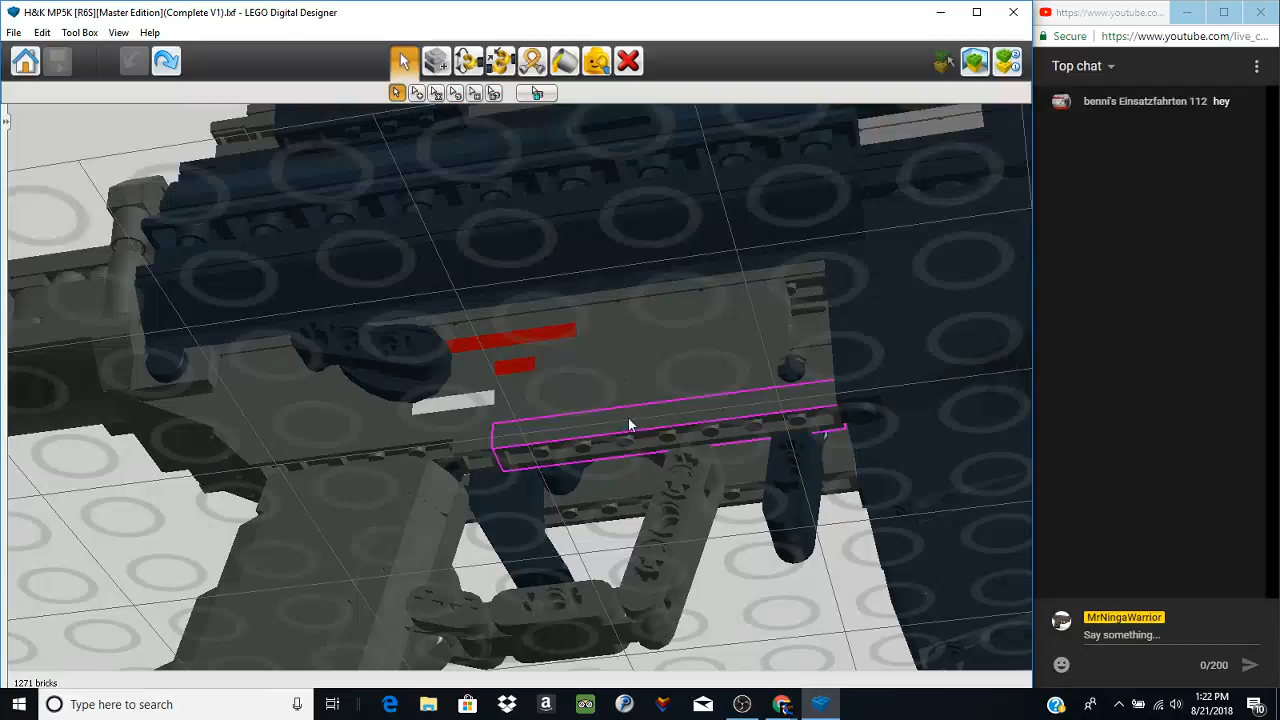 H&K MP5K [R6S][Master Edition](Complete V1).lxf - LEGO Digital Designer
File Edit Tool Box View Help
1271 bricks
https://www.youtube.co...
Secure https://www.youtube.com/live_c...
Top chat
benni's Einsatzfahrten 112 hey
MrNingaWarrior
Say something...
0/200
Type here to search
1:22 PM
8/21/2018